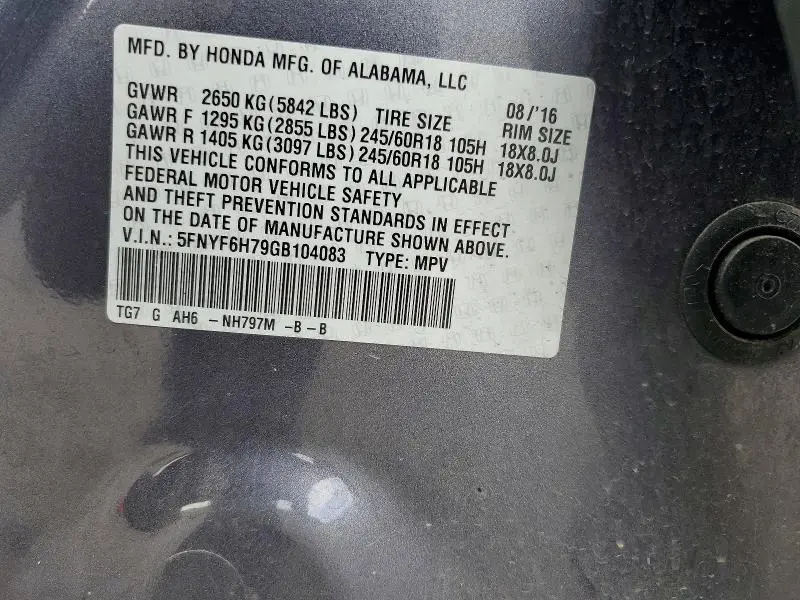 MFD. BY HONDA MFG. OF ALABAMA, LLC
GVWR 2650 KG(5842 LBS) TIRE SIZE 08/'16 RIM SIZE
GAWR F 1295 KG(2855 LBS)245/60R18 105H 18X8.0J
GAWR R 1405 KG(3097 LBS)245/60R18 105H 18X8.0J
THIS VEHICLE CONFORMS TO ALL APPLICABLE
FEDERAL MOTOR VEHICLE SAFETY
AND THEFT PREVENTION STANDARDS IN EFFECT
ON THE DATE OF MANUFACTURE SHOWN ABOVE.
V.I.N.: 5FNYF6H79GB104083 TYPE: MPV
TG7 G AH6 -NH797M -B-B